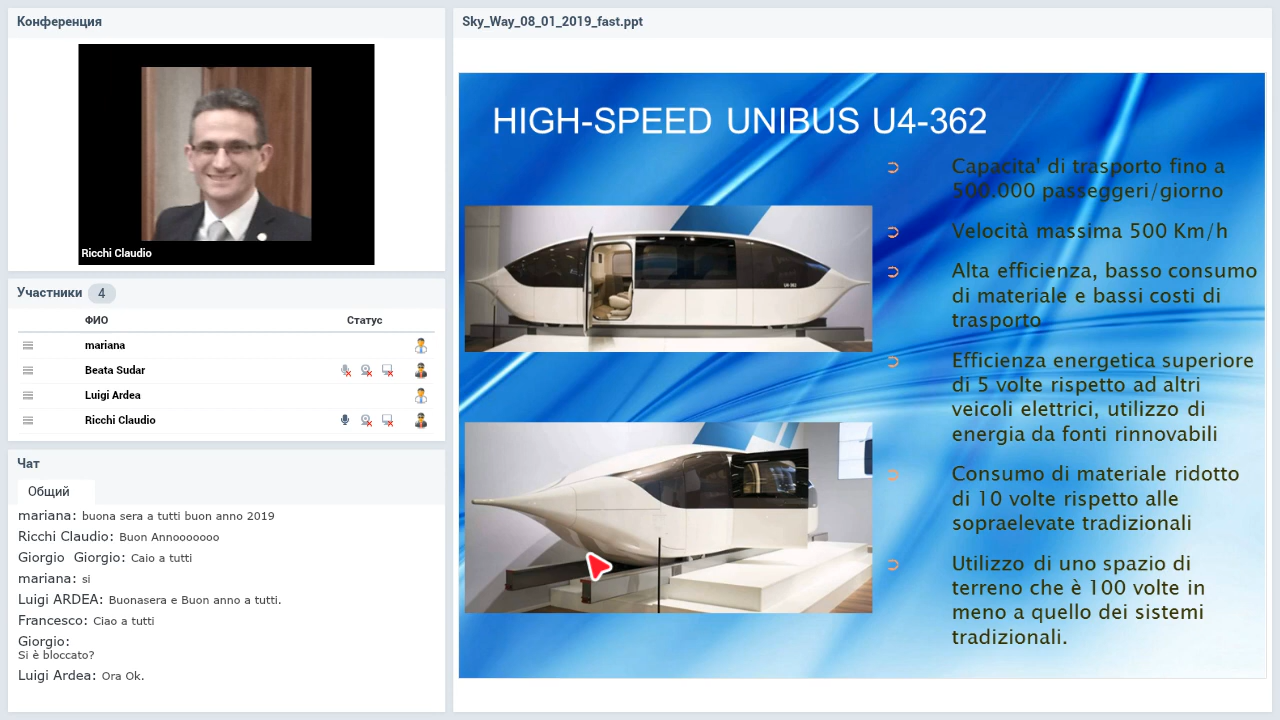 Конференция
Ricchi Claudio
Участники 4
ФИО Статус
mariana
Beata Sudar
Luigi Ardea
Ricchi Claudio
Чат
Общий
mariana: buona sera a tutti buon anno 2019
Ricchi Claudio: Buon Annooooooo
Giorgio Giorgio: Caio a tutti
mariana: si
Luigi ARDEA: Buonasera e Buon anno a tutti.
Francesco: Ciao a tutti
Giorgio:
Si è bloccato?
Luigi Ardea: Ora Ok.
Sky_Way_08_01_2019_fast.ppt
HIGH-SPEED UNIBUS U4-362
Capacita' di trasporto fino a
500.000 passeggeri/giorno
Velocità massima 500 Km/h
Alta efficienza, basso consumo
di materiale e bassi costi di
trasporto
Efficienza energetica superiore
di 5 volte rispetto ad altri
veicoli elettrici, utilizzo di
energia da fonti rinnovabili
Consumo di materiale ridotto
di 10 volte rispetto alle
sopraelevate tradizionali
Utilizzo di uno spazio di
terreno che è 100 volte in
meno a quello dei sistemi
tradizionali.
U4-362